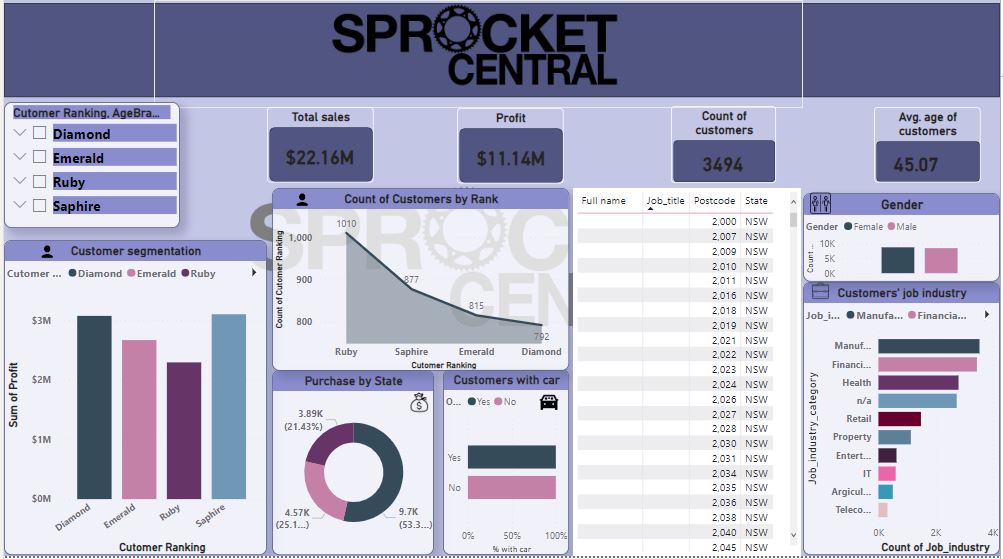 SPROCKET
CENTRAL
Cutomer Ranking, AgeBra...
Diamond
Emerald
Ruby
Saphire
Total sales
$22.16M
Profit
$11.14M
Count of
customers
3494
Avg. age of
customers
45.07
Customer segmentation
Cutomer ... Diamond Emerald Ruby
$3M
$2M
$1M
$0M
Sum of Profit
Diamond
Emerald
Ruby
Saphire
Cutomer Ranking
Count of Customers by Rank
Count of Cutomer Ranking
1,000
900
800
1010
877
815
792
Ruby
Saphire
Emerald
Diamond
Cutomer Ranking
SPROCKET
CEN
Purchase by State
3.89K
(21.43%)
4.57K
(25.1...)
9.7K
(53.3...)
Customers with car
O... Yes No
Yes
No
0% 50% 100%
% with car
Full name Job_title Postcode State
2,000 NSW
2,007 NSW
2,009 NSW
2,010 NSW
2,011 NSW
2,016 NSW
2,018 NSW
2,019 NSW
2,021 NSW
2,022 NSW
2,023 NSW
2,024 NSW
2,026 NSW
2,027 NSW
2,028 NSW
2,030 NSW
2,031 NSW
2,034 NSW
2,035 NSW
2,036 NSW
2,038 NSW
2,040 NSW
2,045 NSW
Gender
Gender Female Male
Count ...
10K
5K
0K
Customers' job industry
Job_i... Manufa... Financia...
Job_industry_category
Manuf...
Financi...
Health
n/a
Retail
Property
Entert...
IT
Argicul...
Teleco...
0K 2K 4K
Count of Job_industry